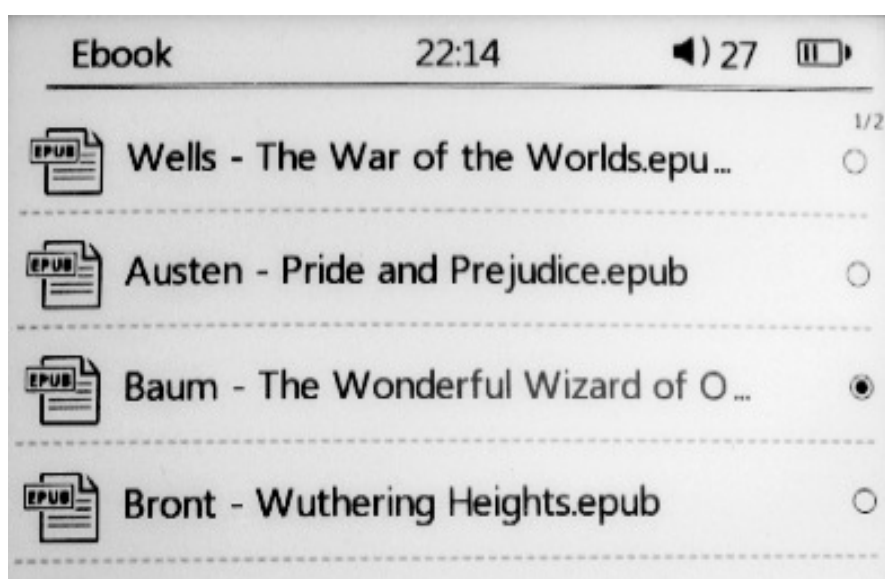 Ebook 22:14 27
1/2
EPUB Wells - The War of the Worlds.epu...
EPUB Austen - Pride and Prejudice.epub
EPUB Baum - The Wonderful Wizard of O...
EPUB Bront - Wuthering Heights.epub